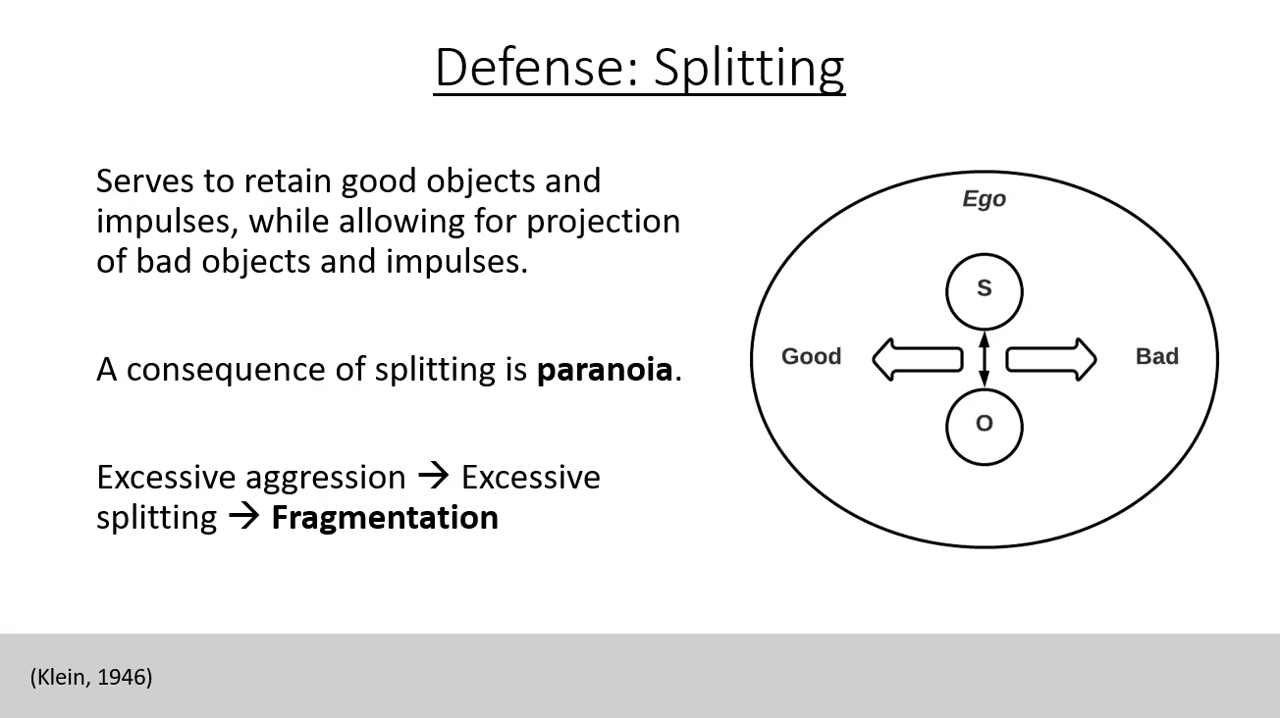 Defense: Splitting
Serves to retain good objects and
impulses, while allowing for projection
of bad objects and impulses.
A consequence of splitting is paranoia.
Excessive aggression → Excessive
splitting → Fragmentation
Ego
S
Good
Bad
O
(Klein, 1946)